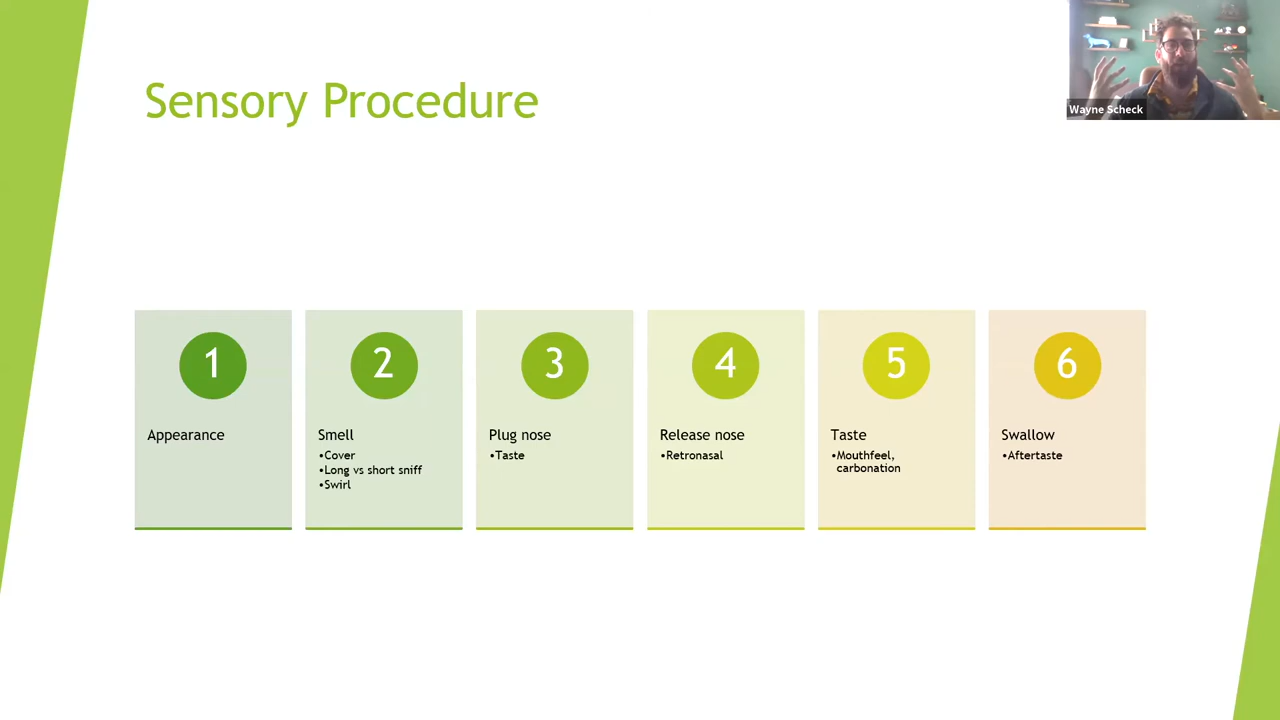 Sensory Procedure
Wayne Scheck
1
Appearance
2
Smell
•Cover
•Long vs short sniff
•Swirl
3
Plug nose
•Taste
4
Release nose
•Retronasal
5
Taste
•Mouthfeel,
carbonation
6
Swallow
•Aftertaste